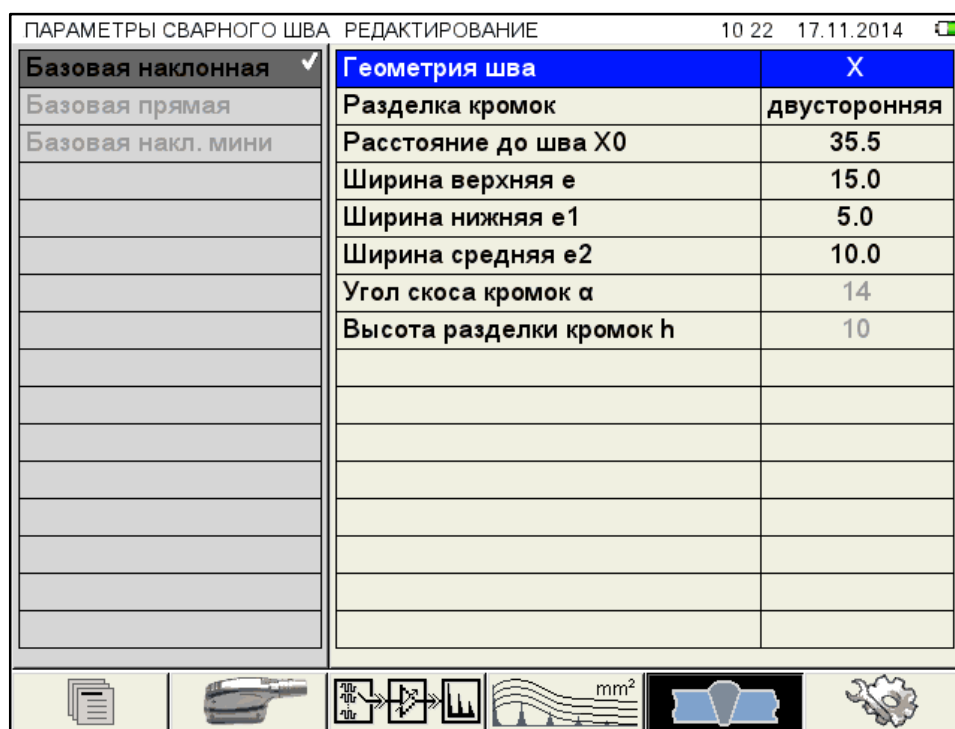 ПАРАМЕТРЫ СВАРНОГО ШВА РЕДАКТИРОВАНИЕ 10 22 17.11.2014
Базовая наклонная
Базовая прямая
Базовая накл. мини
Геометрия шва X
Разделка кромок двусторонняя
Расстояние до шва X0 35.5
Ширина верхняя e 15.0
Ширина нижняя e1 5.0
Ширина средняя e2 10.0
Угол скоса кромок α 14
Высота разделки кромок h 10
mm²